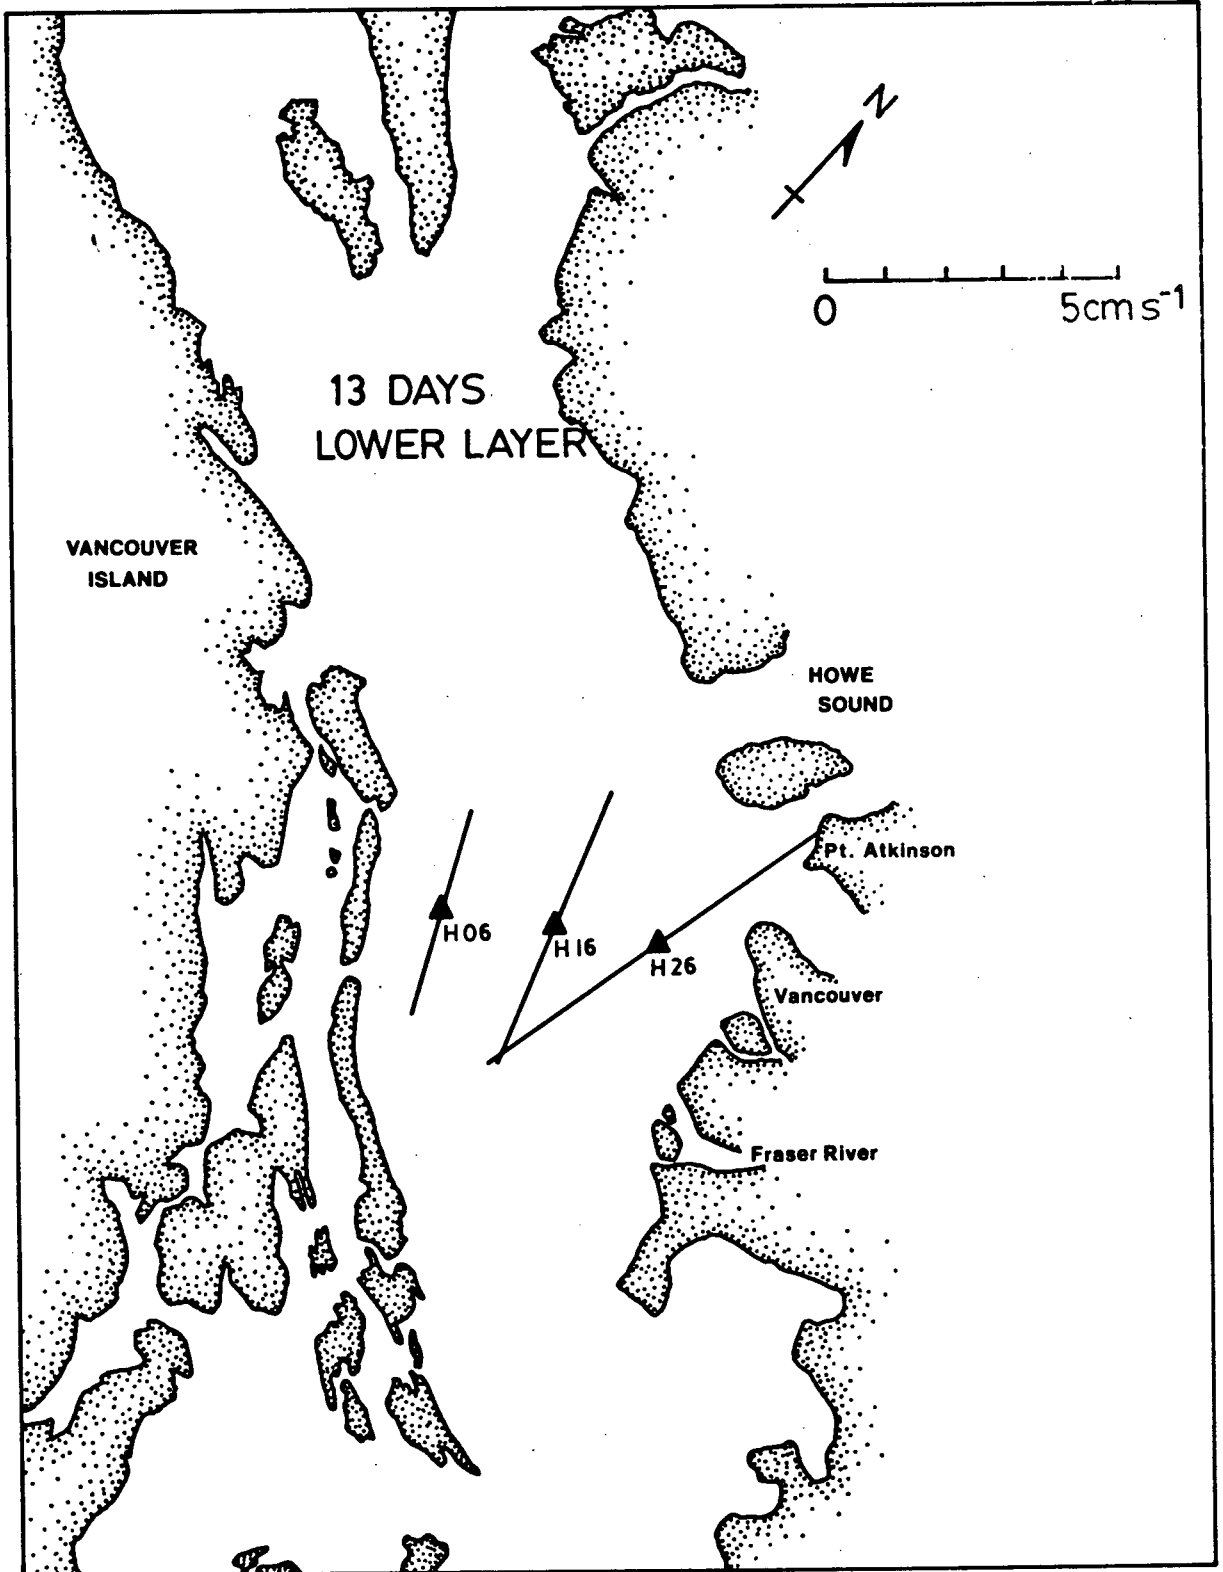 N
0 5cm s⁻¹
13 DAYS
LOWER LAYER
VANCOUVER
ISLAND
HOWE
SOUND
Pt. Atkinson
H06
H16
H26
Vancouver
Fraser River